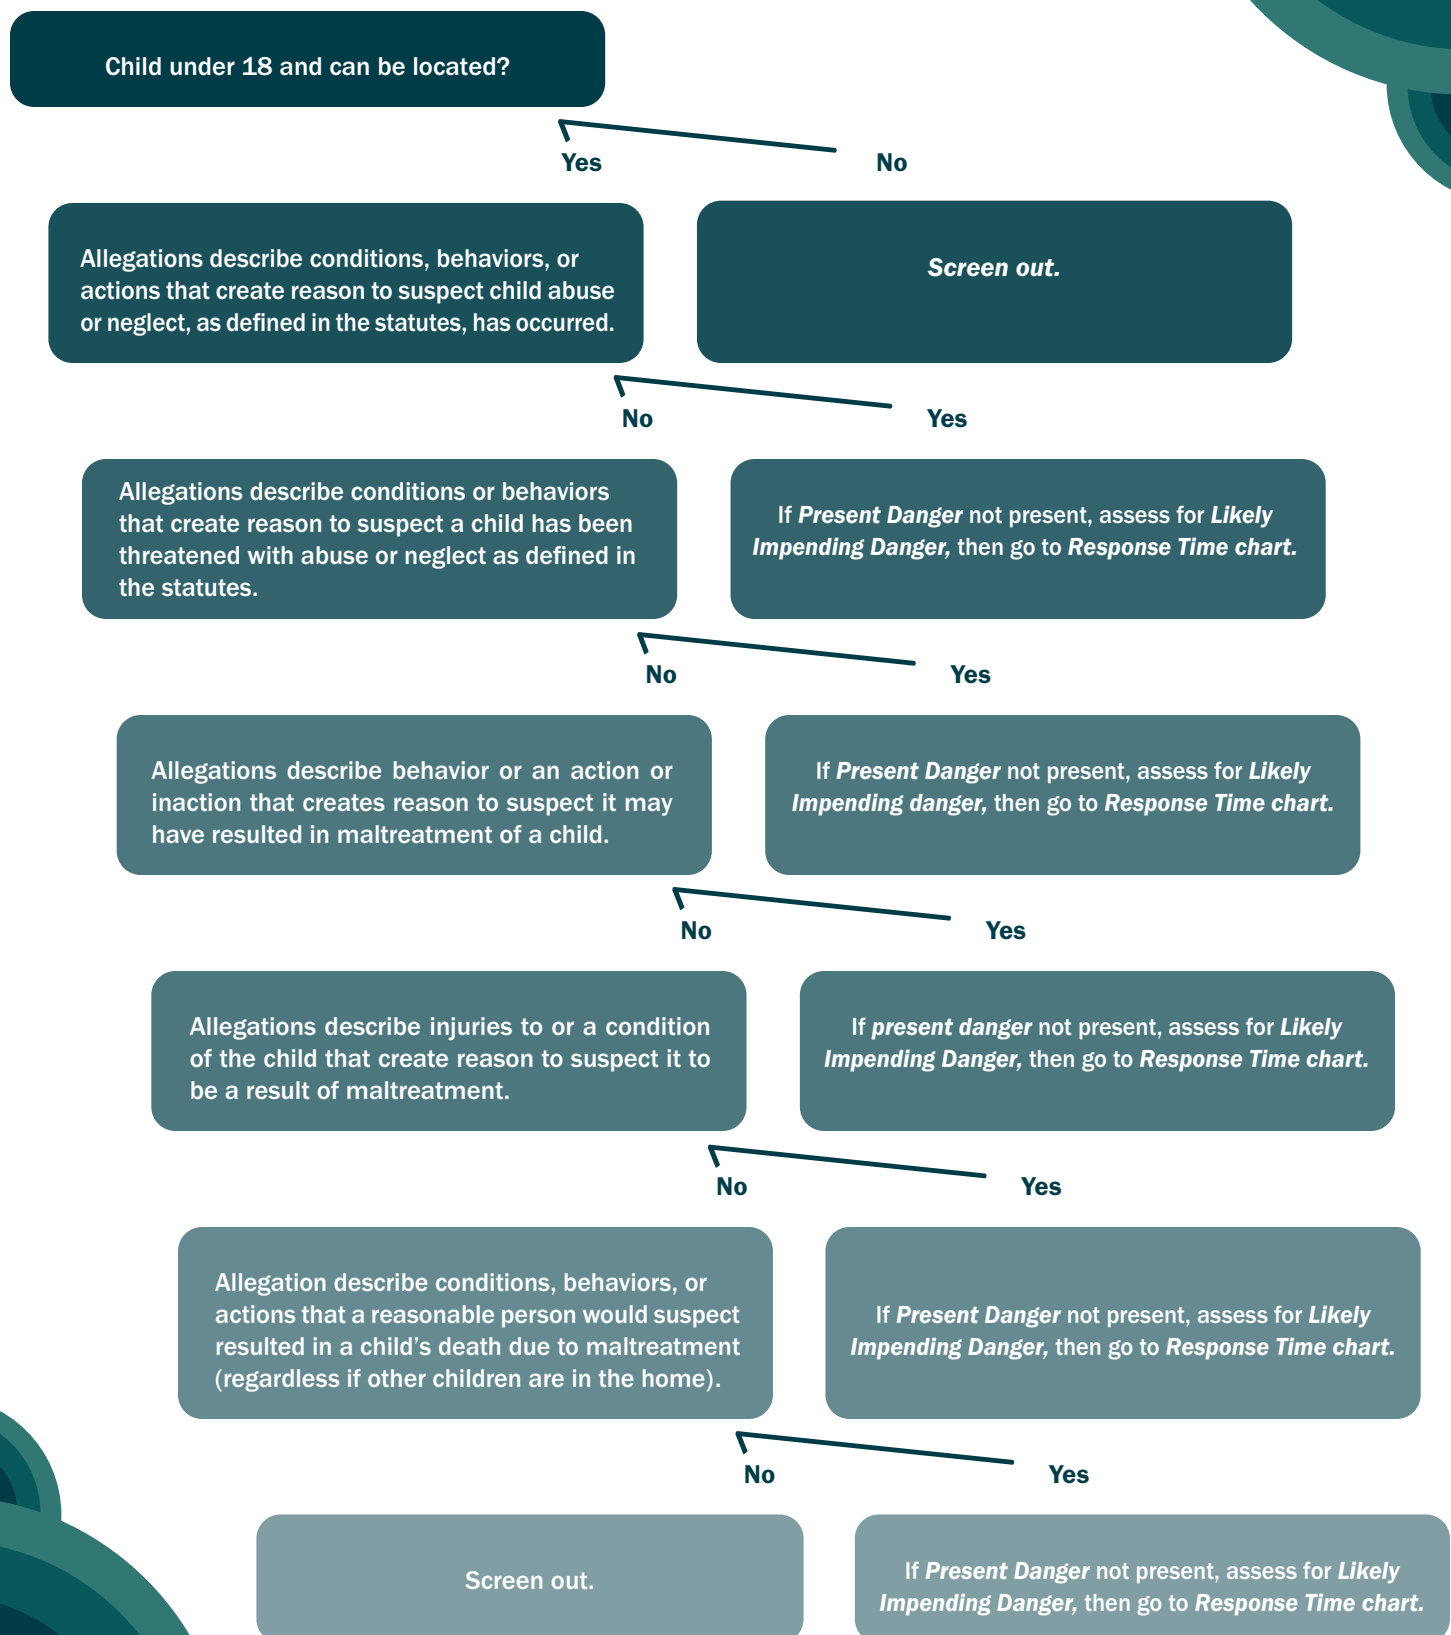 Child under 18 and can be located?
Yes
No
Allegations describe conditions, behaviors, or
actions that create reason to suspect child abuse
or neglect, as defined in the statutes, has occurred.
Screen out.
No
Yes
Allegations describe conditions or behaviors
that create reason to suspect a child has been
threatened with abuse or neglect as defined in
the statutes.
If Present Danger not present, assess for Likely
Impending Danger, then go to Response Time chart.
No
Yes
Allegations describe behavior or an action or
inaction that creates reason to suspect it may
have resulted in maltreatment of a child.
If Present Danger not present, assess for Likely
Impending danger, then go to Response Time chart.
No
Yes
Allegations describe injuries to or a condition
of the child that create reason to suspect it to
be a result of maltreatment.
If present danger not present, assess for Likely
Impending Danger, then go to Response Time chart.
No
Yes
Allegation describe conditions, behaviors, or
actions that a reasonable person would suspect
resulted in a child’s death due to maltreatment
(regardless if other children are in the home).
If Present Danger not present, assess for Likely
Impending Danger, then go to Response Time chart.
No
Yes
Screen out.
If Present Danger not present, assess for Likely
Impending Danger, then go to Response Time chart.